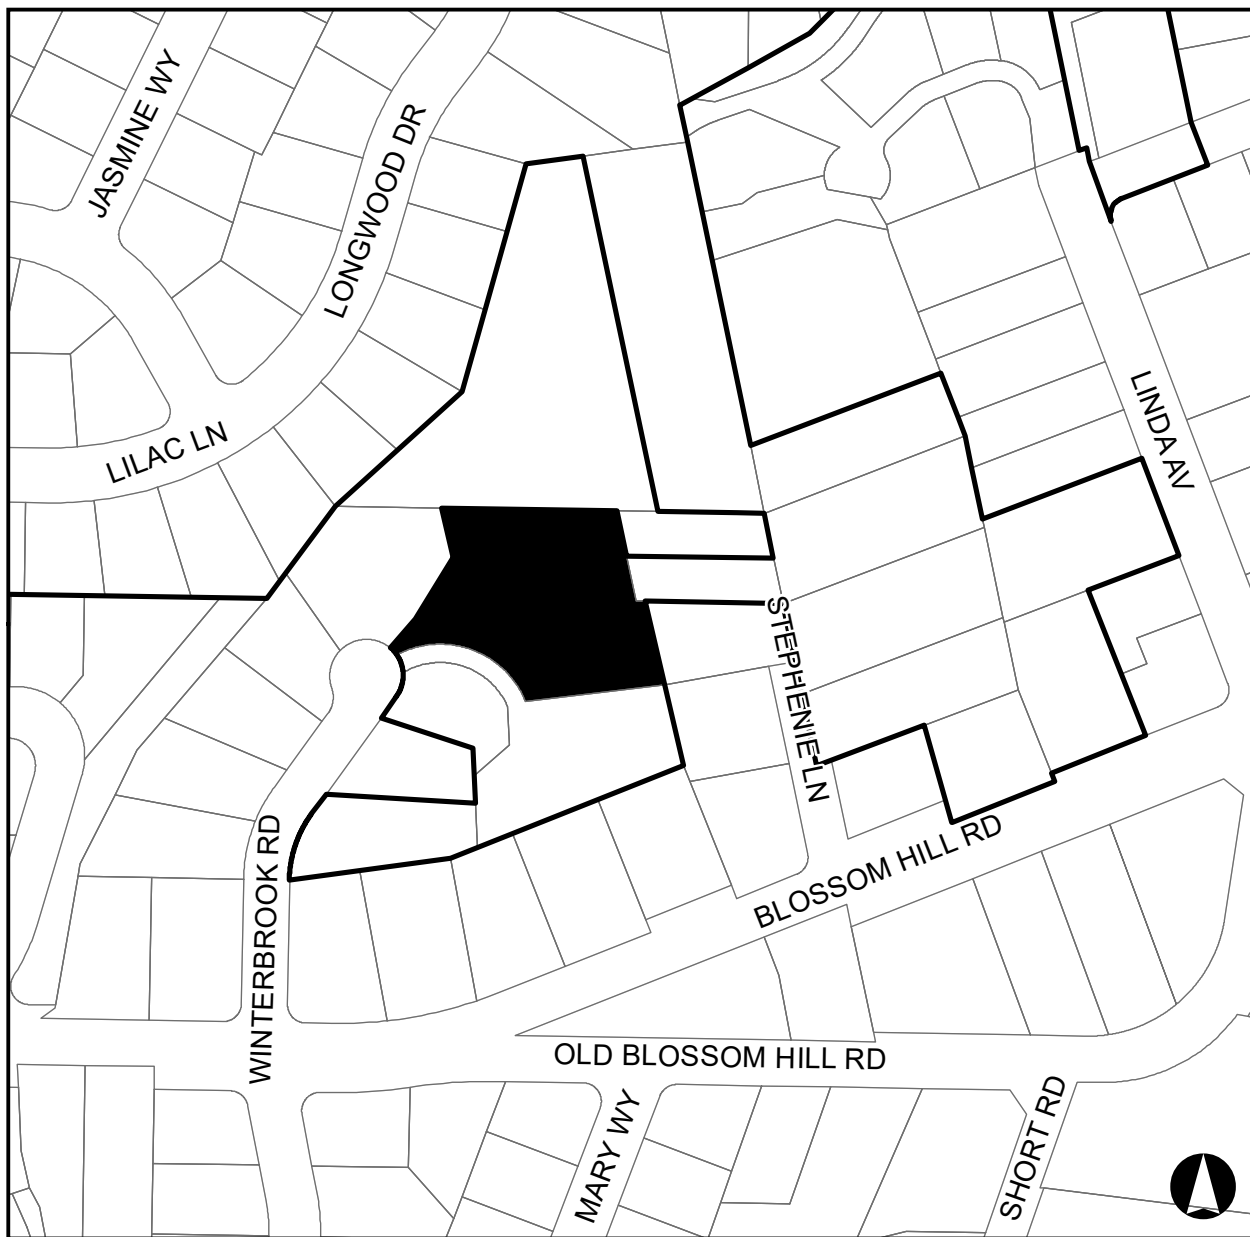 JASMINE WY
LONGWOOD DR
LILAC LN
LINDA AV
STEPHENIE LN
WINTERBROOK RD
BLOSSOM HILL RD
OLD BLOSSOM HILL RD
MARY WY
SHORT RD